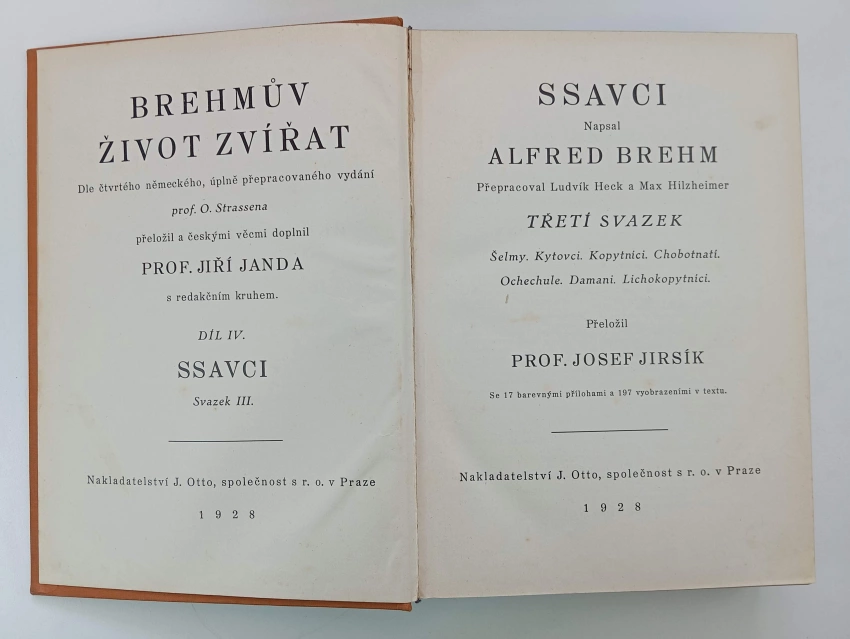 BREHMŮV
ŽIVOT ZVÍŘAT
Dle čtvrtého německého, úplně přepracovaného vydání
prof. O. Strassena
přeložil a českými věcmi doplnil
PROF. JIŘÍ JANDA
s redakčním kruhem.
DÍL IV.
SSAVCI
Svazek III.
Nakladatelství J. Otto, společnost s r. o. v Praze
1928
SSAVCI
Napsal
ALFRED BREHM
Přepracoval Ludvík Heck a Max Hilzheimer
TŘETÍ SVAZEK
Šelmy. Kytovci. Kopytníci. Chobotnatí.
Ochechule. Damani. Lichokopytníci.
Přeložil
PROF. JOSEF JIRSÍK
Se 17 barevnými přílohami a 197 vyobrazeními v textu.
Nakladatelství J. Otto, společnost s r. o. v Praze
1928